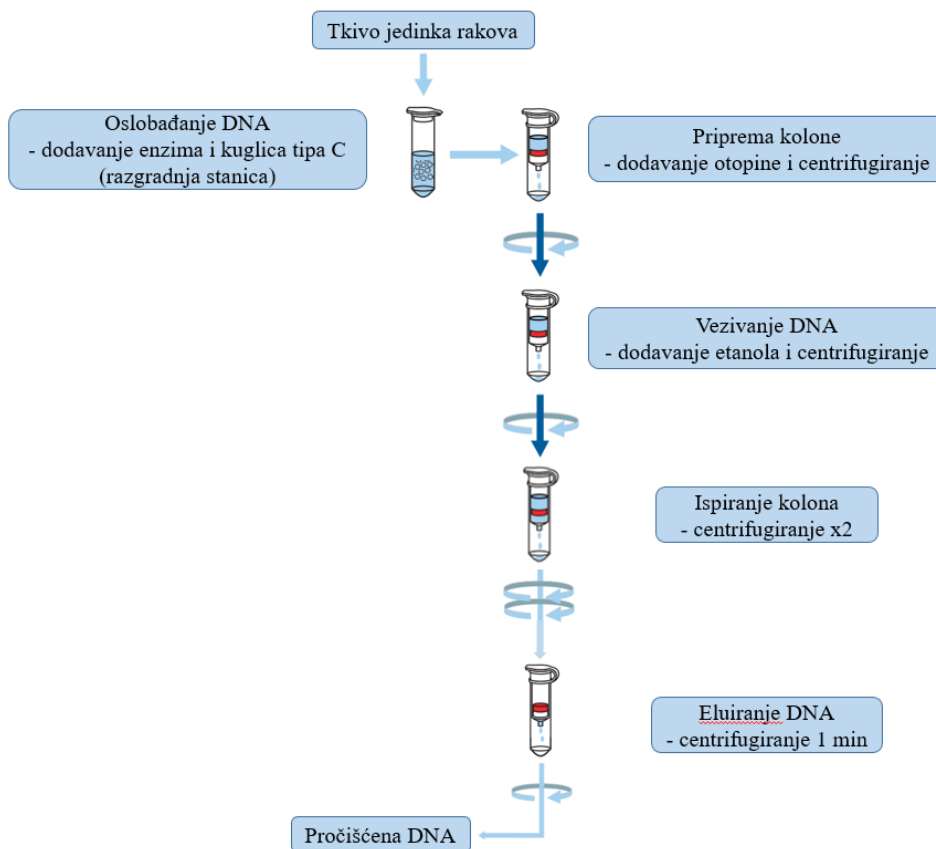 Tkivo jedinka rakova
Oslobađanje DNA
- dodavanje enzima i kuglica tipa C
(razgradnja stanica)
Priprema kolone
- dodavanje otopine i centrifugiranje
Vezivanje DNA
- dodavanje etanola i centrifugiranje
Ispiranje kolona
- centrifugiranje x2
Eluiranje DNA
- centrifugiranje 1 min
Pročišćena DNA